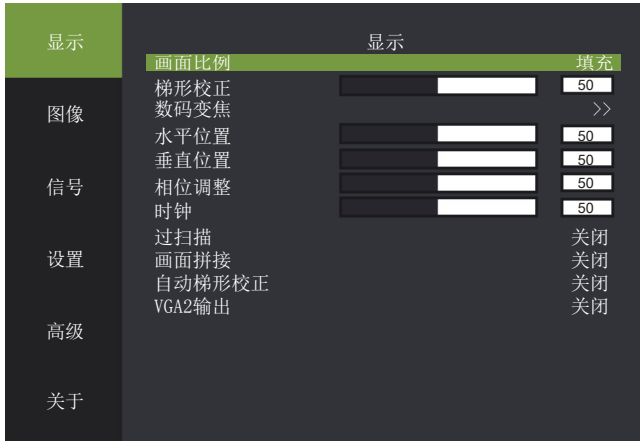 显示
图像
信号
设置
高级
关于
显示
画面比例 填充
梯形校正 50
数码变焦 >>
水平位置 50
垂直位置 50
相位调整 50
时钟 50
过扫描 关闭
画面拼接 关闭
自动梯形校正 关闭
VGA2输出 关闭